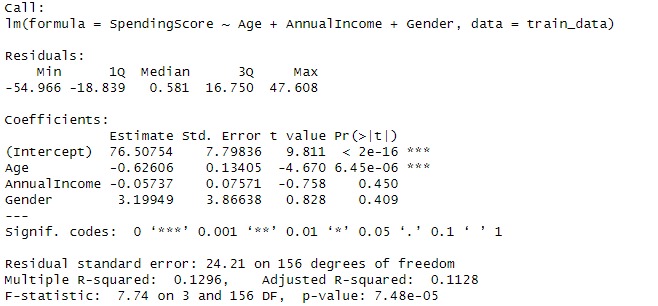 Call:
lm(formula = SpendingScore ~ Age + AnnualIncome + Gender, data = train_data)
Residuals:
Min 1Q Median 3Q Max
-54.966 -18.839 0.581 16.750 47.608
Coefficients:
Estimate Std. Error t value Pr(>|t|)
(Intercept) 76.50754 7.79836 9.811 < 2e-16 ***
Age -0.62606 0.13405 -4.670 6.45e-06 ***
AnnualIncome -0.05737 0.07571 -0.758 0.450
Gender 3.19949 3.86638 0.828 0.409
---
Signif. codes: 0 ‘***’ 0.001 ‘**’ 0.01 ‘*’ 0.05 ‘.’ 0.1 ‘ ’ 1
Residual standard error: 24.21 on 156 degrees of freedom
Multiple R-squared: 0.1296, Adjusted R-squared: 0.1128
F-statistic: 7.74 on 3 and 156 DF, p-value: 7.48e-05